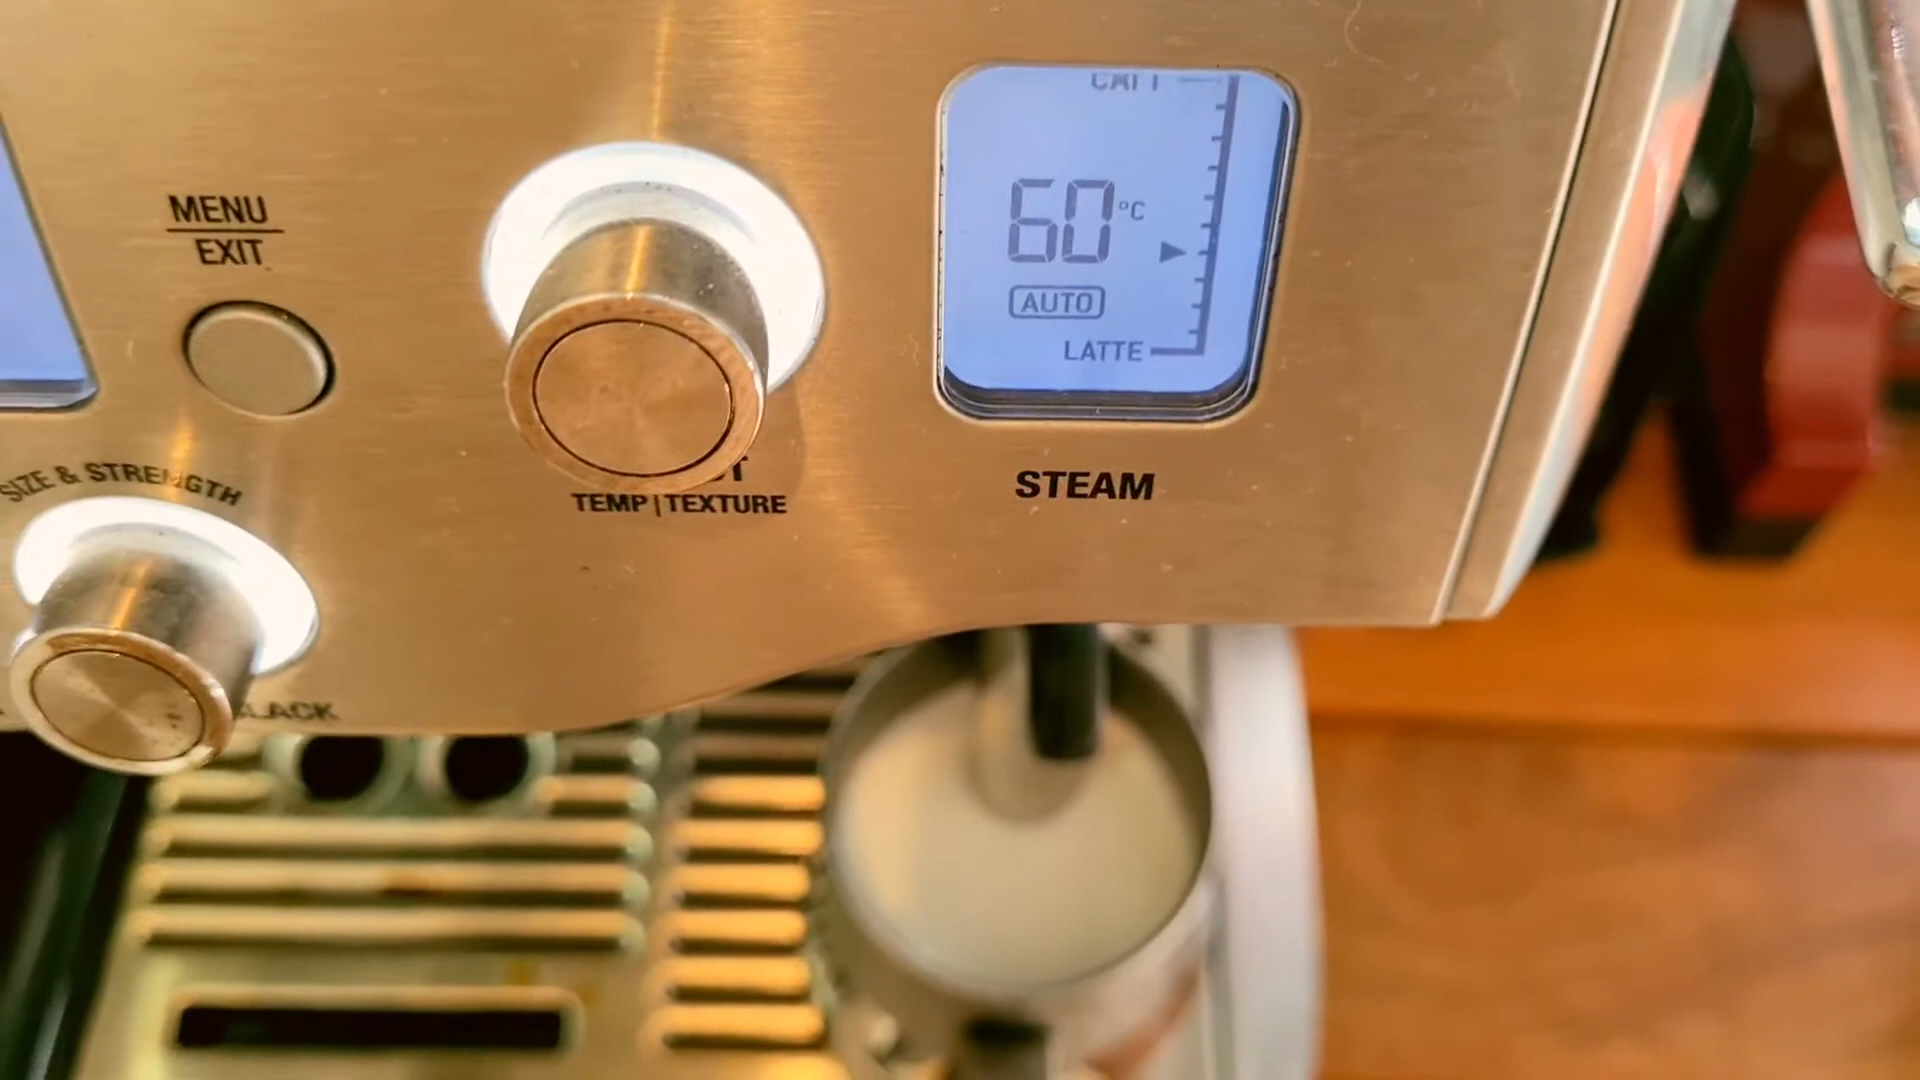 MENU
EXIT
60°C
AUTO
LATTE
STEAM
SIZE & STRENGTH
TEMP | TEXTURE